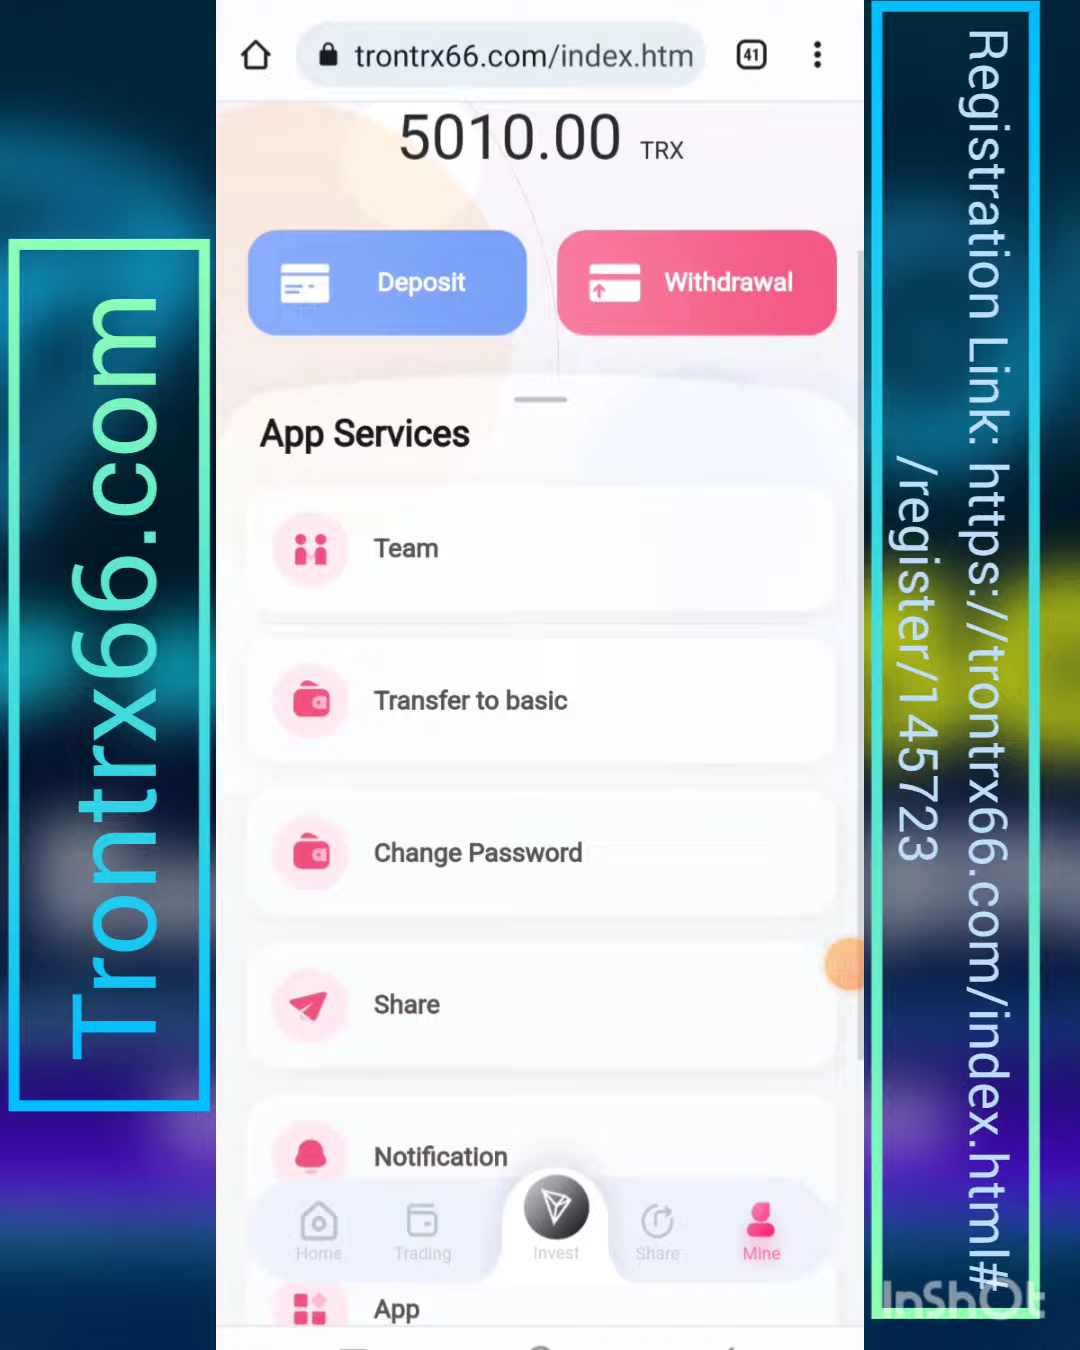 Trontrx66.com
trontrx66.com/index.htm
41
5010.00 TRX
Deposit
Withdrawal
App Services
Team
Transfer to basic
Change Password
Share
Notification
Home
Trading
Invest
Share
Mine
App
Registration Link: https://trontrx66.com/index.html#
/register/145723
InShOt